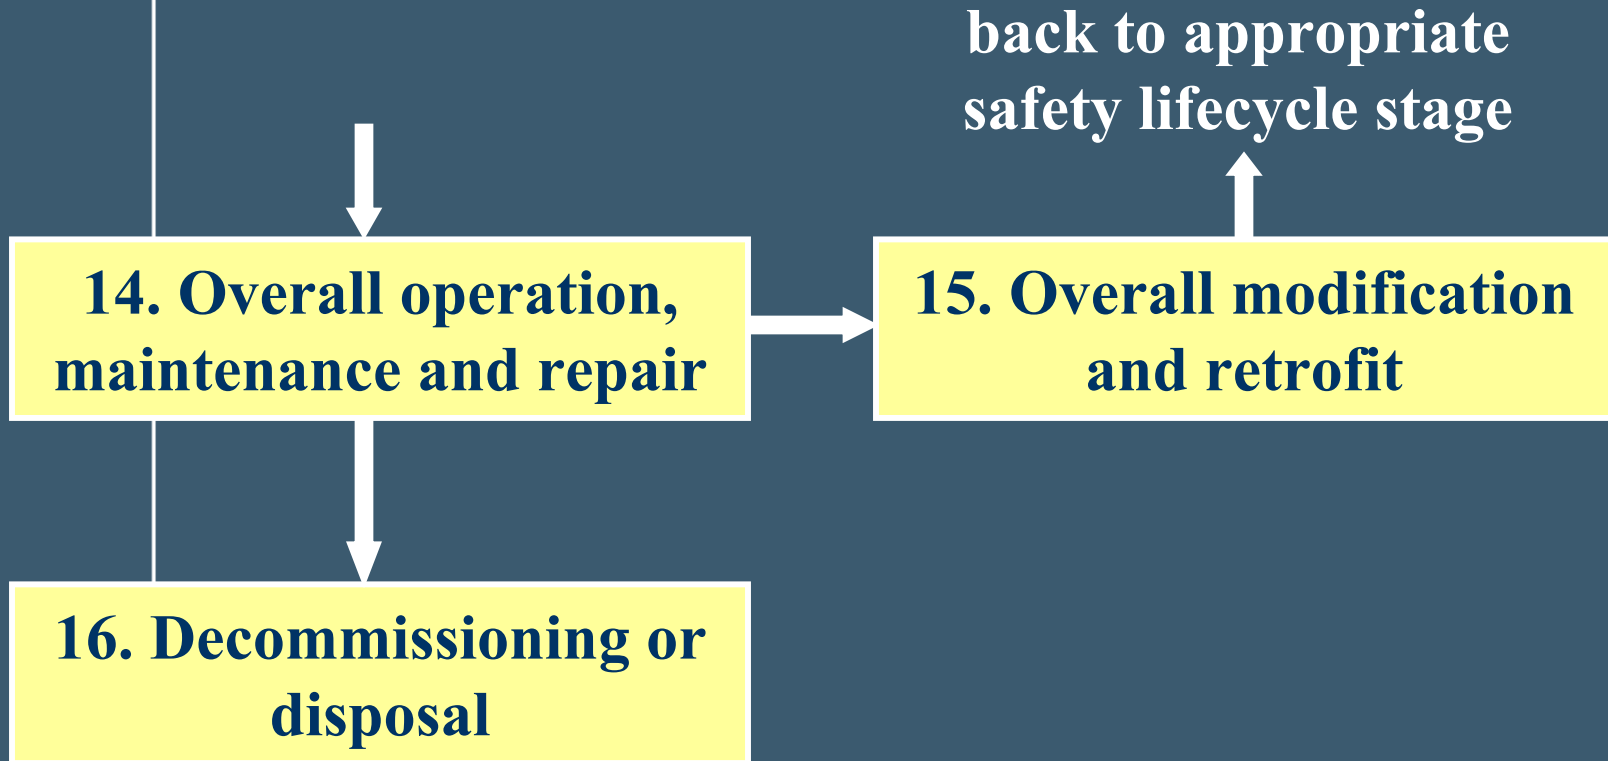 back to appropriate
safety lifecycle stage
14. Overall operation,
maintenance and repair
15. Overall modification
and retrofit
16. Decommissioning or
disposal